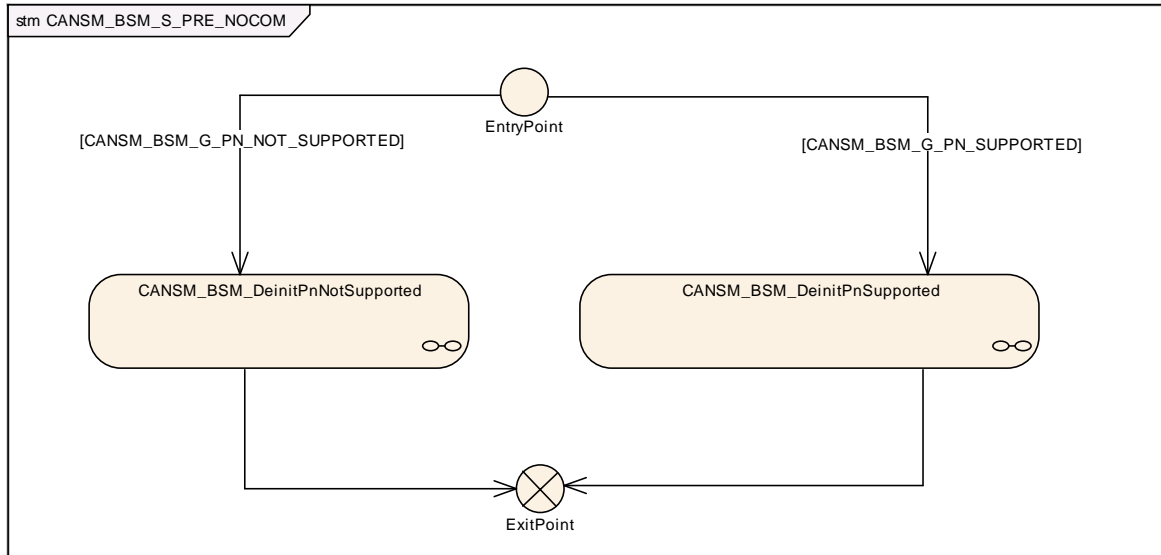 stm CANSM_BSM_S_PRE_NOCOM
EntryPoint
[CANSM_BSM_G_PN_NOT_SUPPORTED]
[CANSM_BSM_G_PN_SUPPORTED]
CANSM_BSM_DeinitPnNotSupported
CANSM_BSM_DeinitPnSupported
ExitPoint